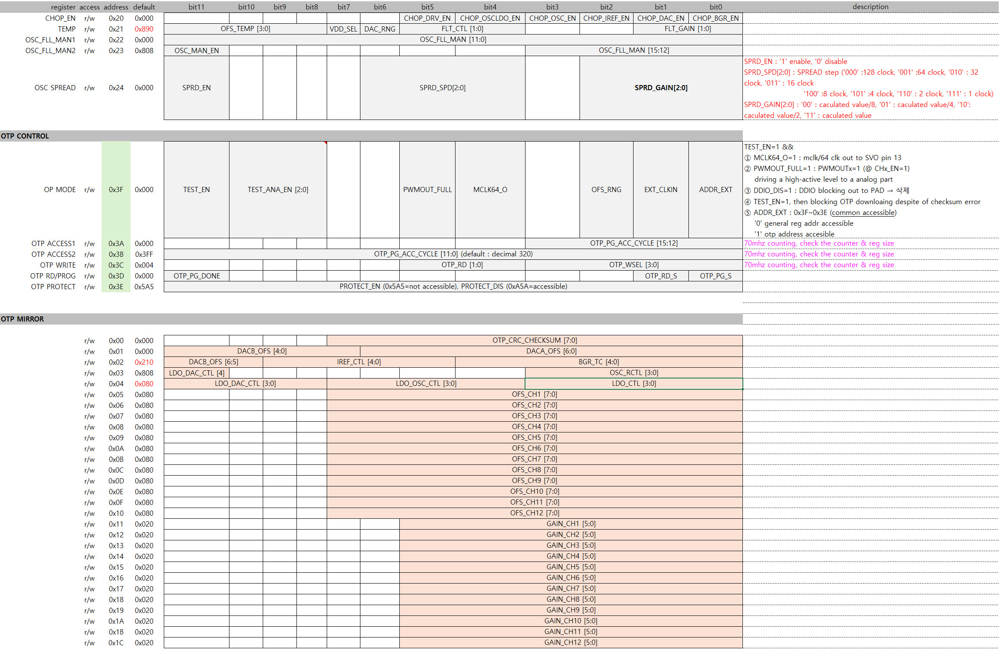 register access address default bit11 bit10 bit9 bit8 bit7 bit6 bit5 bit4 bit3 bit2 bit1 bit0 description
CHOP_EN r/w 0x20 0x000 CHOP_DRV_EN CHOP_OSCLDO_EN CHOP_OSC_EN CHOP_IREF_EN CHOP_DAC_EN CHOP_BGR_EN
TEMP r/w 0x21 0x890 OFS_TEMP [3:0] VDD_SEL DAC_RNG FLT_CTL [1:0] FLT_GAIN [1:0]
OSC_FLL_MAN1 r/w 0x22 0x000 OSC_FLL_MAN [11:0]
OSC_FLL_MAN2 r/w 0x23 0x808 OSC_MAN_EN OSC_FLL_MAN [15:12]
OSC SPREAD r/w 0x24 0x000 SPRD_EN SPRD_SPD[2:0] SPRD_GAIN[2:0]
SPRD_EN : '1' enable, '0' disable
SPRD_SPD[2:0] : SPREAD step ('000' :128 clock, '001' :64 clock, '010' : 32
clock, '011' : 16 clock
'100' :8 clock, '101' :4 clock, '110' : 2 clock, '111' : 1 clock)
SPRD_GAIN[2:0] : '00' : caculated value/8, '01' : caculated value/4, '10':
caculated value/2, '11' : caculated value
OTP CONTROL
OP MODE r/w 0x3F 0x000 TEST_EN TEST_ANA_EN [2:0] PWMOUT_FULL MCLK64_O OFS_RNG EXT_CLKIN ADDR_EXT
TEST_EN=1 &&
① MCLK64_O=1 : mclk/64 clk out to SVO pin 13
② PWMOUT_FULL=1 : PWMOUTx=1 (@ CHx_EN=1)
driving a high-active level to a analog part
③ DDIO_DIS=1 : DDIO blocking out to PAD → 삭제
④ TEST_EN=1, then blocking OTP downloaing despite of checksum error
⑤ ADDR_EXT : 0x3F~0x3E (common accessible)
'0' general reg addr accessible
'1' otp address accesible
OTP ACCESS1 r/w 0x3A 0x000 OTP_PG_ACC_CYCLE [15:12] 70mhz counting, check the counter & reg size
OTP ACCESS2 r/w 0x3B 0x3FF OTP_PG_ACC_CYCLE [11:0] (default : decimal 320) 70mhz counting, check the counter & reg size
OTP WRITE r/w 0x3C 0x004 OTP_RD [1:0] OTP_WSEL [3:0] 70mhz counting, check the counter & reg size
OTP RD/PROG r/w 0x3D 0x000 OTP_PG_DONE OTP_RD_S OTP_PG_S
OTP PROTECT r/w 0x3E 0x5A5 PROTECT_EN (0x5A5=not accessible), PROTECT_DIS (0xA5A=accessible)
OTP MIRROR
r/w 0x00 0x000 OTP_CRC_CHECKSUM [7:0]
r/w 0x01 0x000 DACB_OFS [4:0] DACA_OFS [6:0]
r/w 0x02 0x210 DACB_OFS [6:5] IREF_CTL [4:0] BGR_TC [4:0]
r/w 0x03 0x808 LDO_DAC_CTL [4] OSC_RCTL [3:0]
r/w 0x04 0x080 LDO_DAC_CTL [3:0] LDO_OSC_CTL [3:0] LDO_CTL [3:0]
r/w 0x05 0x080 OFS_CH1 [7:0]
r/w 0x06 0x080 OFS_CH2 [7:0]
r/w 0x07 0x080 OFS_CH3 [7:0]
r/w 0x08 0x080 OFS_CH4 [7:0]
r/w 0x09 0x080 OFS_CH5 [7:0]
r/w 0x0A 0x080 OFS_CH6 [7:0]
r/w 0x0B 0x080 OFS_CH7 [7:0]
r/w 0x0C 0x080 OFS_CH8 [7:0]
r/w 0x0D 0x080 OFS_CH9 [7:0]
r/w 0x0E 0x080 OFS_CH10 [7:0]
r/w 0x0F 0x080 OFS_CH11 [7:0]
r/w 0x10 0x080 OFS_CH12 [7:0]
r/w 0x11 0x020 GAIN_CH1 [5:0]
r/w 0x12 0x020 GAIN_CH2 [5:0]
r/w 0x13 0x020 GAIN_CH3 [5:0]
r/w 0x14 0x020 GAIN_CH4 [5:0]
r/w 0x15 0x020 GAIN_CH5 [5:0]
r/w 0x16 0x020 GAIN_CH6 [5:0]
r/w 0x17 0x020 GAIN_CH7 [5:0]
r/w 0x18 0x020 GAIN_CH8 [5:0]
r/w 0x19 0x020 GAIN_CH9 [5:0]
r/w 0x1A 0x020 GAIN_CH10 [5:0]
r/w 0x1B 0x020 GAIN_CH11 [5:0]
r/w 0x1C 0x020 GAIN_CH12 [5:0]